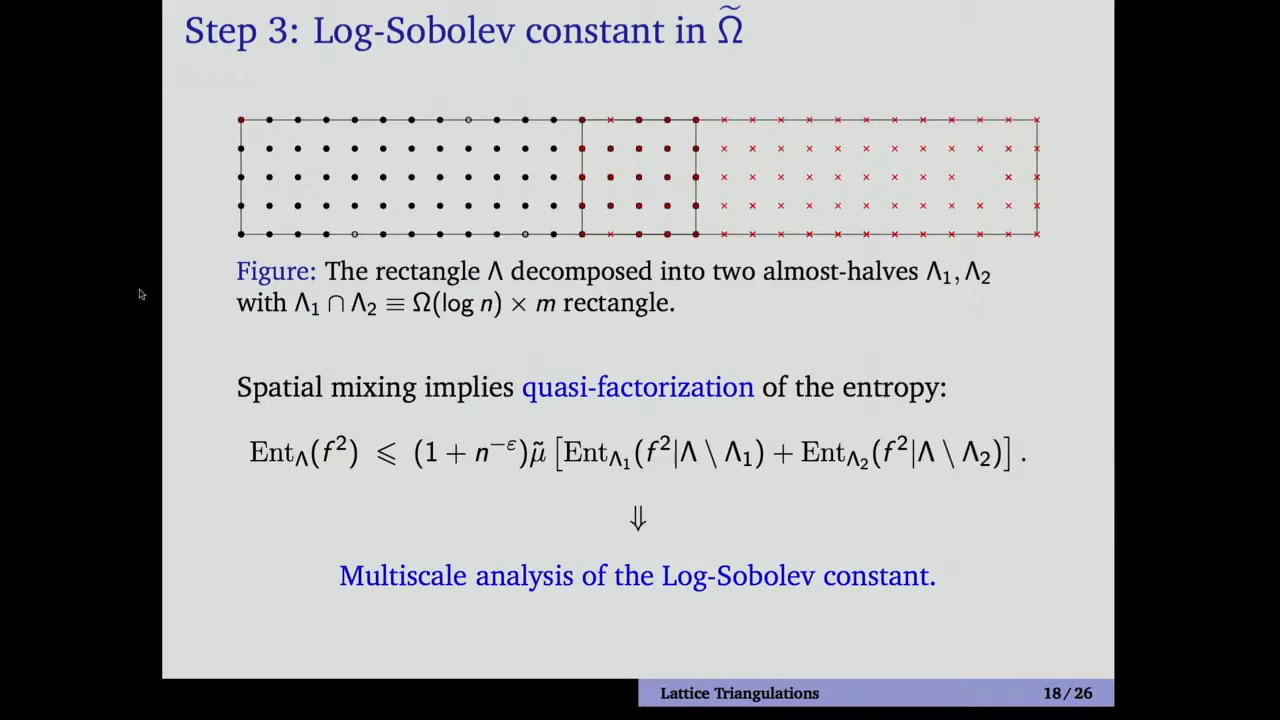 Step 3: Log-Sobolev constant in Ω̃
Figure: The rectangle Λ decomposed into two almost-halves Λ₁, Λ₂
with Λ₁ ∩ Λ₂ ≡ Ω(log n) × m rectangle.
Spatial mixing implies quasi-factorization of the entropy:
Ent_Λ(f²) ⩽ (1 + n^{−ε})μ̃ [Ent_{Λ₁}(f²|Λ \ Λ₁) + Ent_{Λ₂}(f²|Λ \ Λ₂)] .
⇓
Multiscale analysis of the Log-Sobolev constant.
Lattice Triangulations 18 / 26